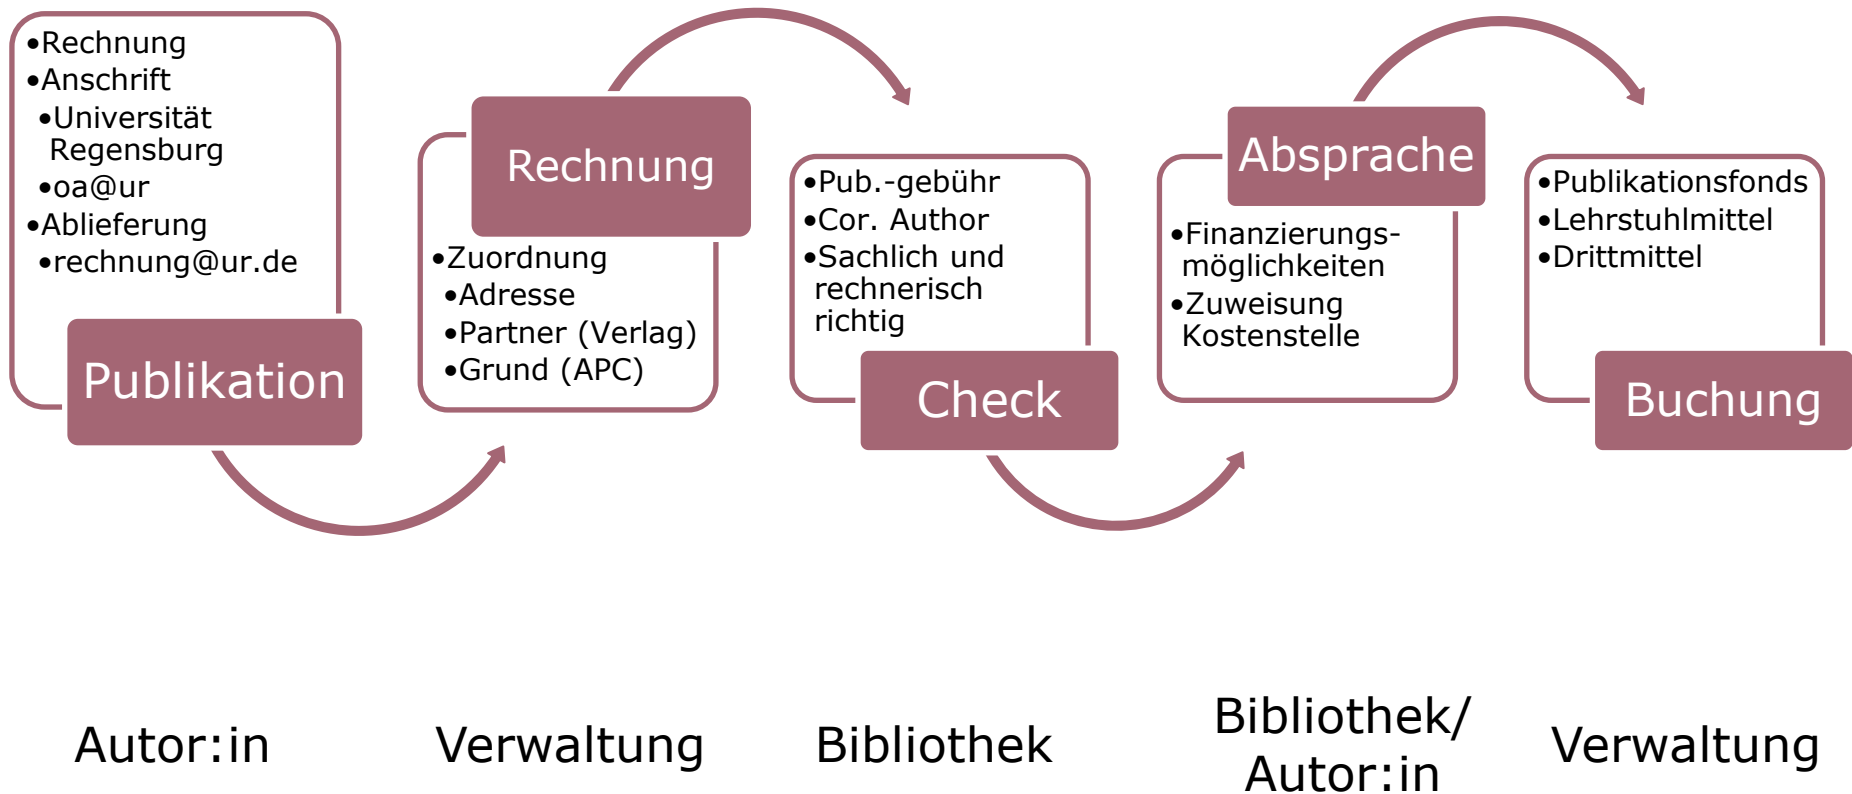 •Rechnung
•Anschrift
•Universität
Regensburg
•oa@ur
•Ablieferung
•rechnung@ur.de
Publikation
Rechnung
•Zuordnung
•Adresse
•Partner (Verlag)
•Grund (APC)
•Pub.-gebühr
•Cor. Author
•Sachlich und
rechnerisch
richtig
Check
Absprache
•Finanzierungs-
möglichkeiten
•Zuweisung
Kostenstelle
•Publikationsfonds
•Lehrstuhlmittel
•Drittmittel
Buchung
Autor:in
Verwaltung
Bibliothek
Bibliothek/
Autor:in
Verwaltung